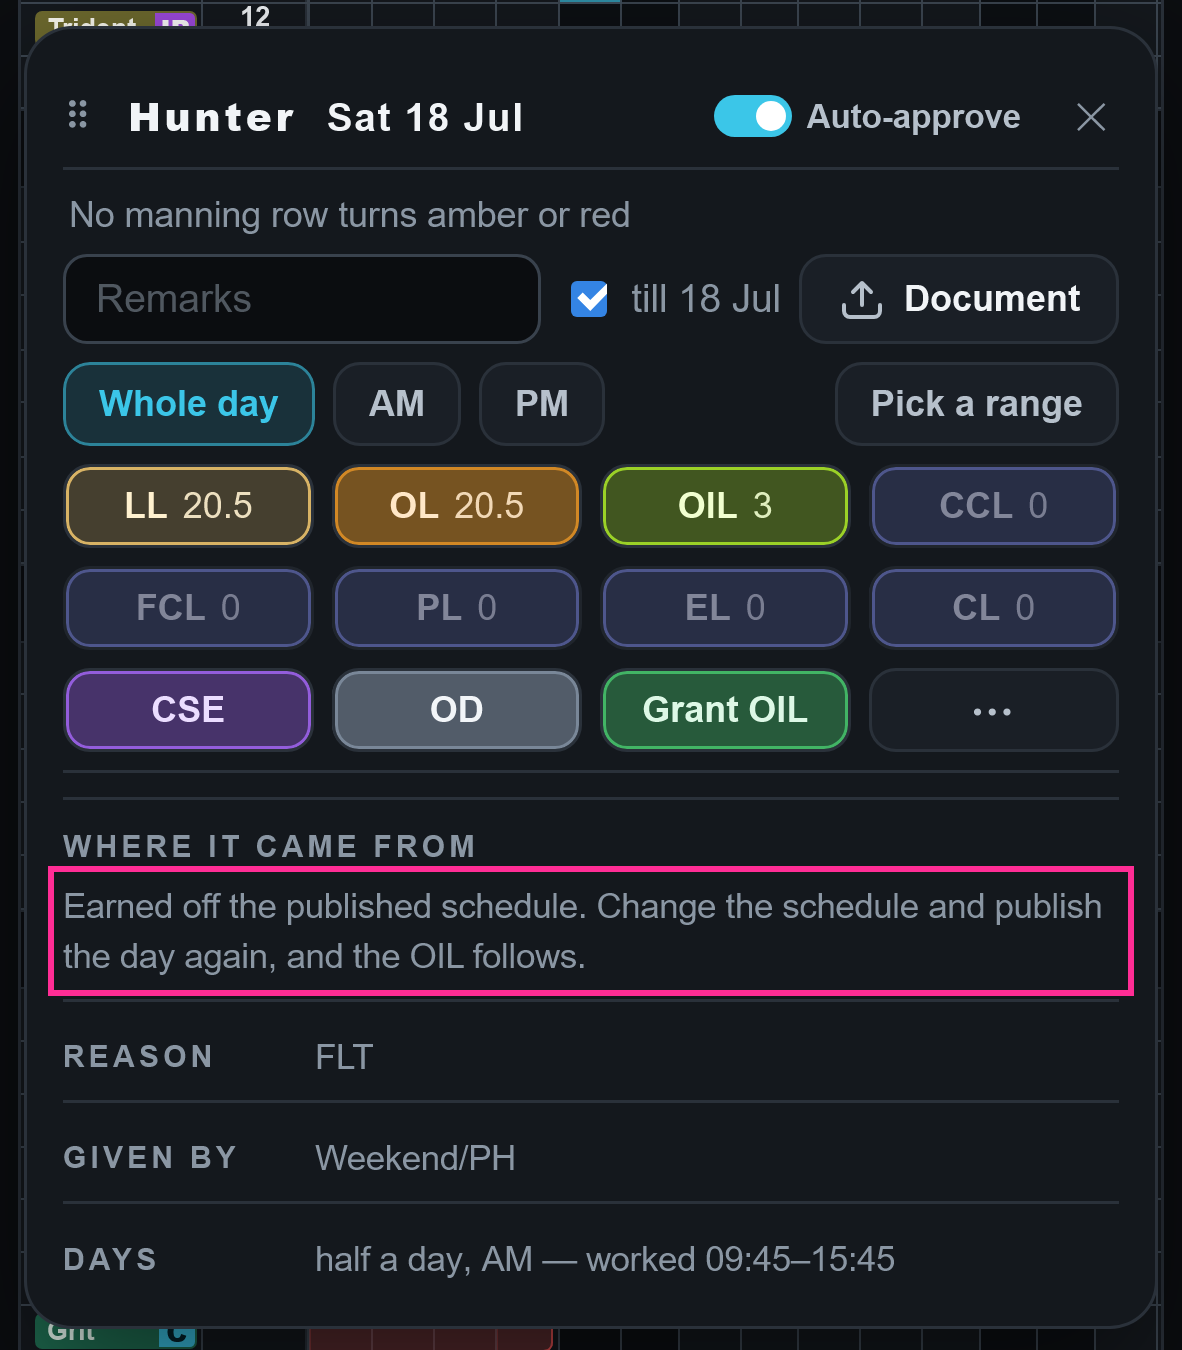 12
Hunter Sat 18 Jul Auto-approve
No manning row turns amber or red
Remarks till 18 Jul Document
Whole day AM PM Pick a range
LL 20.5 OL 20.5 OIL 3 CCL 0
FCL 0 PL 0 EL 0 CL 0
CSE OD Grant OIL ...
WHERE IT CAME FROM
Earned off the published schedule. Change the schedule and publish
the day again, and the OIL follows.
REASON FLT
GIVEN BY Weekend/PH
DAYS half a day, AM — worked 09:45–15:45
Grit C